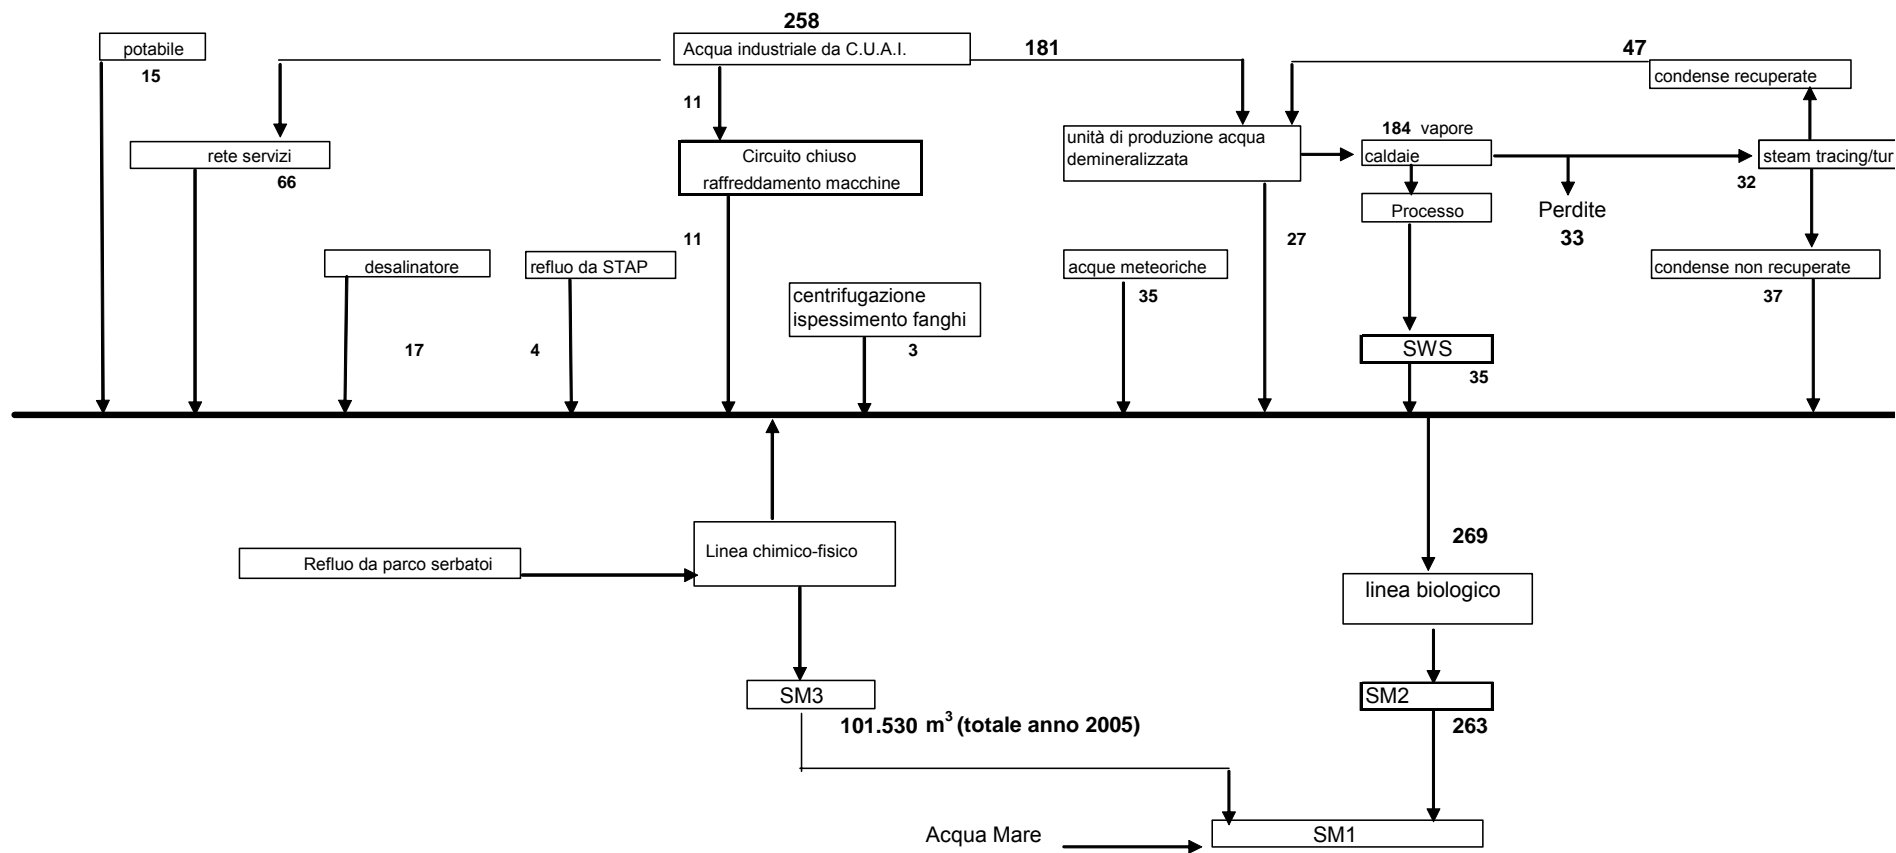 258
potabile
Acqua industriale da C.U.A.I.
181
47
15
condense recuperate
11
unità di produzione acqua
demineralizzata
184 vapore
rete servizi
Circuito chiuso
raffreddamento macchine
caldaie
steam tracing/tur
66
32
Processo
Perdite
33
11
27
desalinatore
refluo da STAP
acque meteoriche
condense non recuperate
centrifugazione
ispessimento fanghi
35
37
17
4
3
SWS
35
269
Linea chimico-fisico
Refluo da parco serbatoi
linea biologico
SM3
SM2
101.530 m³ (totale anno 2005)
263
Acqua Mare
SM1